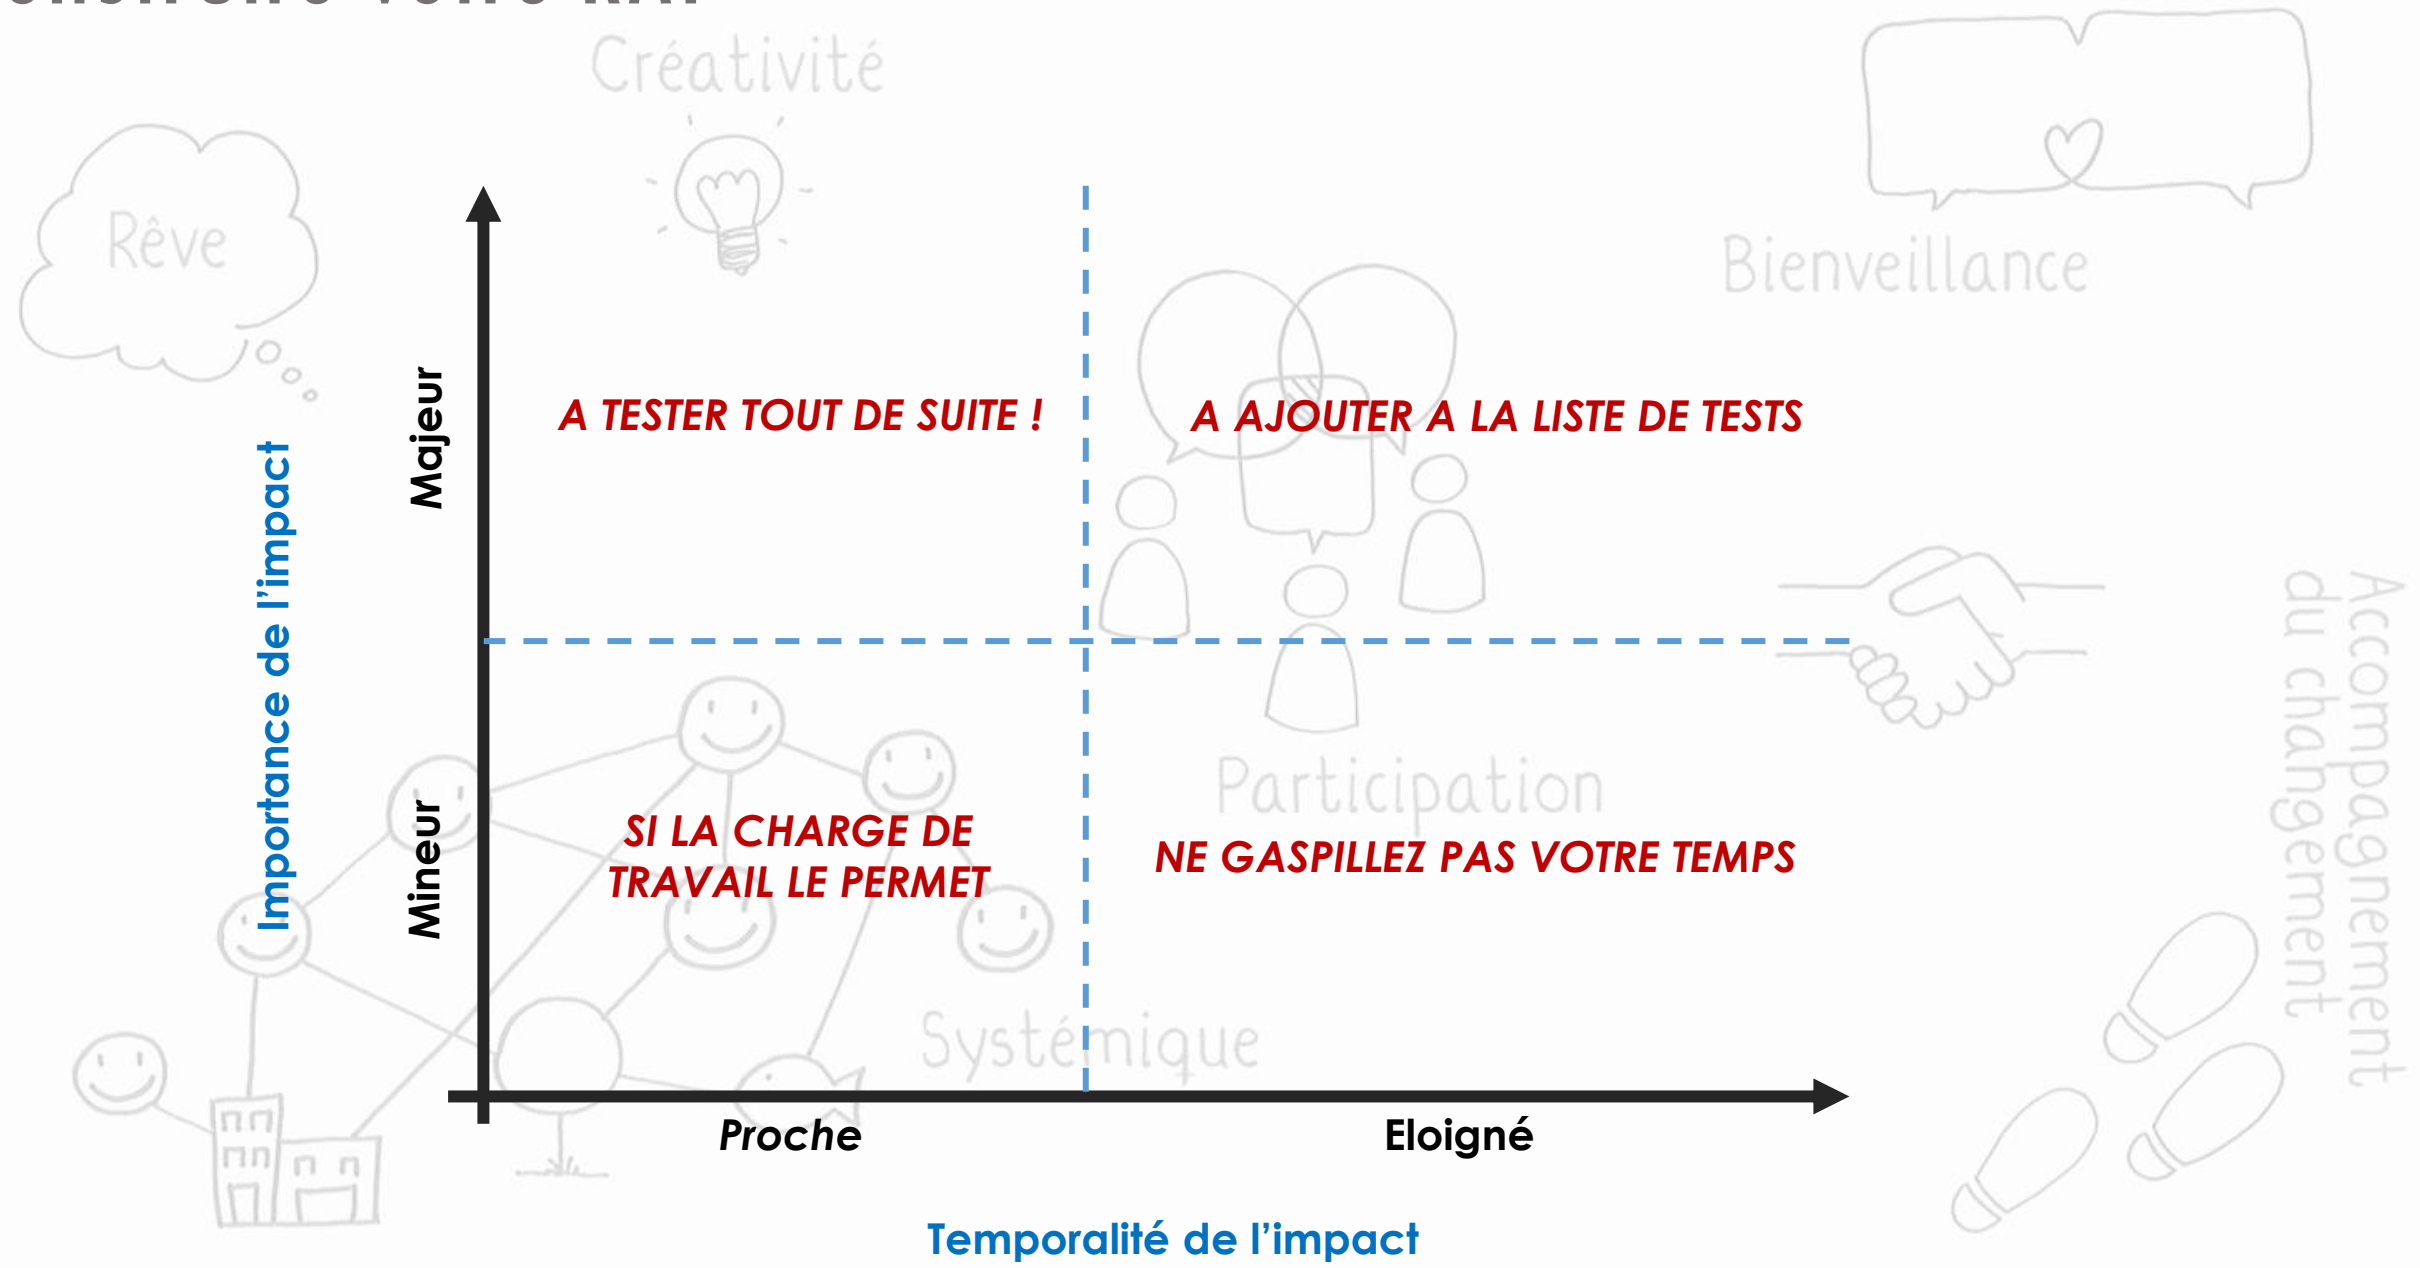 Créativité
Rêve
Bienveillance
Majeur
A TESTER TOUT DE SUITE !
A AJOUTER A LA LISTE DE TESTS
Importance de l'impact
Accompagnement
du changement
Participation
Mineur
SI LA CHARGE DE
TRAVAIL LE PERMET
NE GASPILLEZ PAS VOTRE TEMPS
Systémique
Proche
Eloigné
Temporalité de l'impact